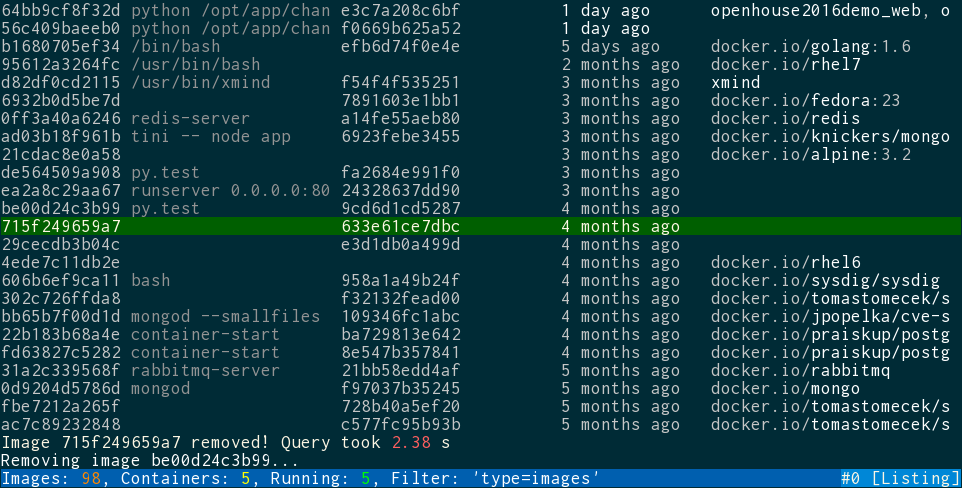 64bb9cf8f32d python /opt/app/chan e3c7a208c6bf 1 day ago openhouse2016demo_web, o
56c409baeeb0 python /opt/app/chan f0669b625a52 1 day ago
b1680705ef34 /bin/bash efb6d74f0e4e 5 days ago docker.io/golang:1.6
95612a3264fc /usr/bin/bash 2 months ago docker.io/rhel7
d82df0cd2115 /usr/bin/xmind f54f4f535251 3 months ago xmind
6932b0d5be7d 7891603e1bb1 3 months ago docker.io/fedora:23
0ff3a40a6246 redis-server a14fe55aeb80 3 months ago docker.io/redis
ad03b18f961b tini -- node app 6923febe3455 3 months ago docker.io/knickers/mongo
21cdac8e0a58 3 months ago docker.io/alpine:3.2
de564509a908 py.test fa2684e991f0 3 months ago
ea2a8c29aa67 runserver 0.0.0.0:80 24328637dd90 3 months ago
be00d24c3b99 py.test 9cd6d1cd5287 4 months ago
715f249659a7 633e61ce7dbc 4 months ago
29cecdb3b04c e3d1db0a499d 4 months ago
4ede7c11db2e 4 months ago docker.io/rhel6
606b6ef9ca11 bash 958a1a49b24f 4 months ago docker.io/sysdig/sysdig
302c726ffda8 f32132fead00 4 months ago docker.io/tomastomecek/s
bb65b7f00d1d mongod --smallfiles 109346fc1abc 4 months ago docker.io/jpopelka/cve-s
22b183b68a4e container-start ba729813e642 4 months ago docker.io/praiskup/postg
fd63827c5282 container-start 8e547b357841 4 months ago docker.io/praiskup/postg
31a2c339568f rabbitmq-server 21bb58edd4af 5 months ago docker.io/rabbitmq
0d9204d5786d mongod f97037b35245 5 months ago docker.io/mongo
fbe7212a265f 728b40a5ef20 5 months ago docker.io/tomastomecek/s
ac7c89232848 c577fc95b93b 5 months ago docker.io/tomastomecek/s
Image 715f249659a7 removed! Query took 2.38 s
Removing image be00d24c3b99...
Images: 98, Containers: 5, Running: 5, Filter: 'type=images' #0 [Listing]